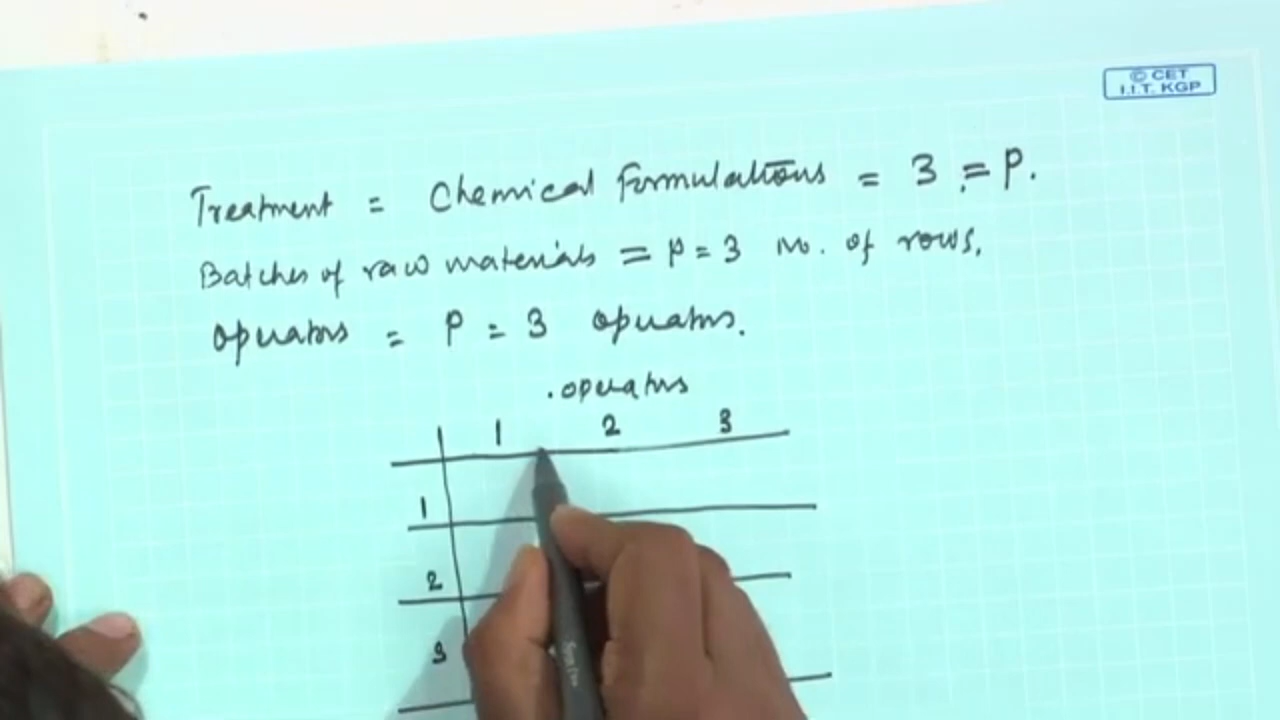 © CET
I.I.T. KGP
Treatment = Chemical Formulations = 3 = P.
Batches of raw materials = p = 3 no. of rows.
operators = P = 3 operators.
operators
1 2 3
1
2
3